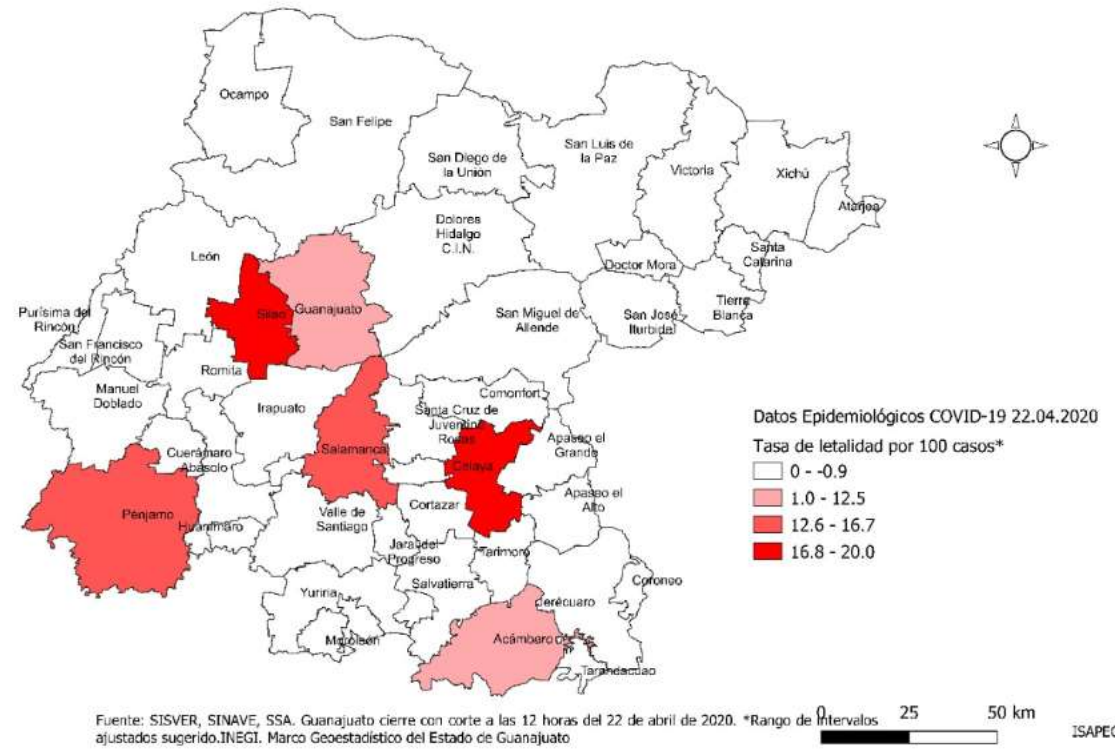 Ocampo
San Felipe
San Diego de
la Unión
San Luis de
la Paz
Victoria
Xichú
Atarjea
Dolores
Hidalgo
C.I.N.
León
Doctor Mora
Santa
Catarina
Silao
Guanajuato
San Miguel de
Allende
San José
Iturbide
Tierra
Blanca
Purísima del
Rincón
San Francisco
del Rincón
Romita
Manuel
Doblado
Irapuato
Comonfort
Santa Cruz de
Juventino
Rosas
Salamanca
Celaya
Apaseo el
Grande
Cuerámaro
Abasolo
Pénjamo
Huanímaro
Valle de
Santiago
Cortazar
Apaseo el
Alto
Jaral del
Progreso
Tarimoro
Salvatierra
Coroneo
Yuriria
Jerécuaro
Moroleón
Acámbaro
Tarandacuao
Datos Epidemiológicos COVID-19 22.04.2020
Tasa de letalidad por 100 casos*
0 - -0.9
1.0 - 12.5
12.6 - 16.7
16.8 - 20.0
0 25 50 km
Fuente: SISVER, SINAVE, SSA. Guanajuato cierre con corte a las 12 horas del 22 de abril de 2020. *Rango de intervalos
ajustados sugerido.INEGI. Marco Geoestadístico del Estado de Guanajuato